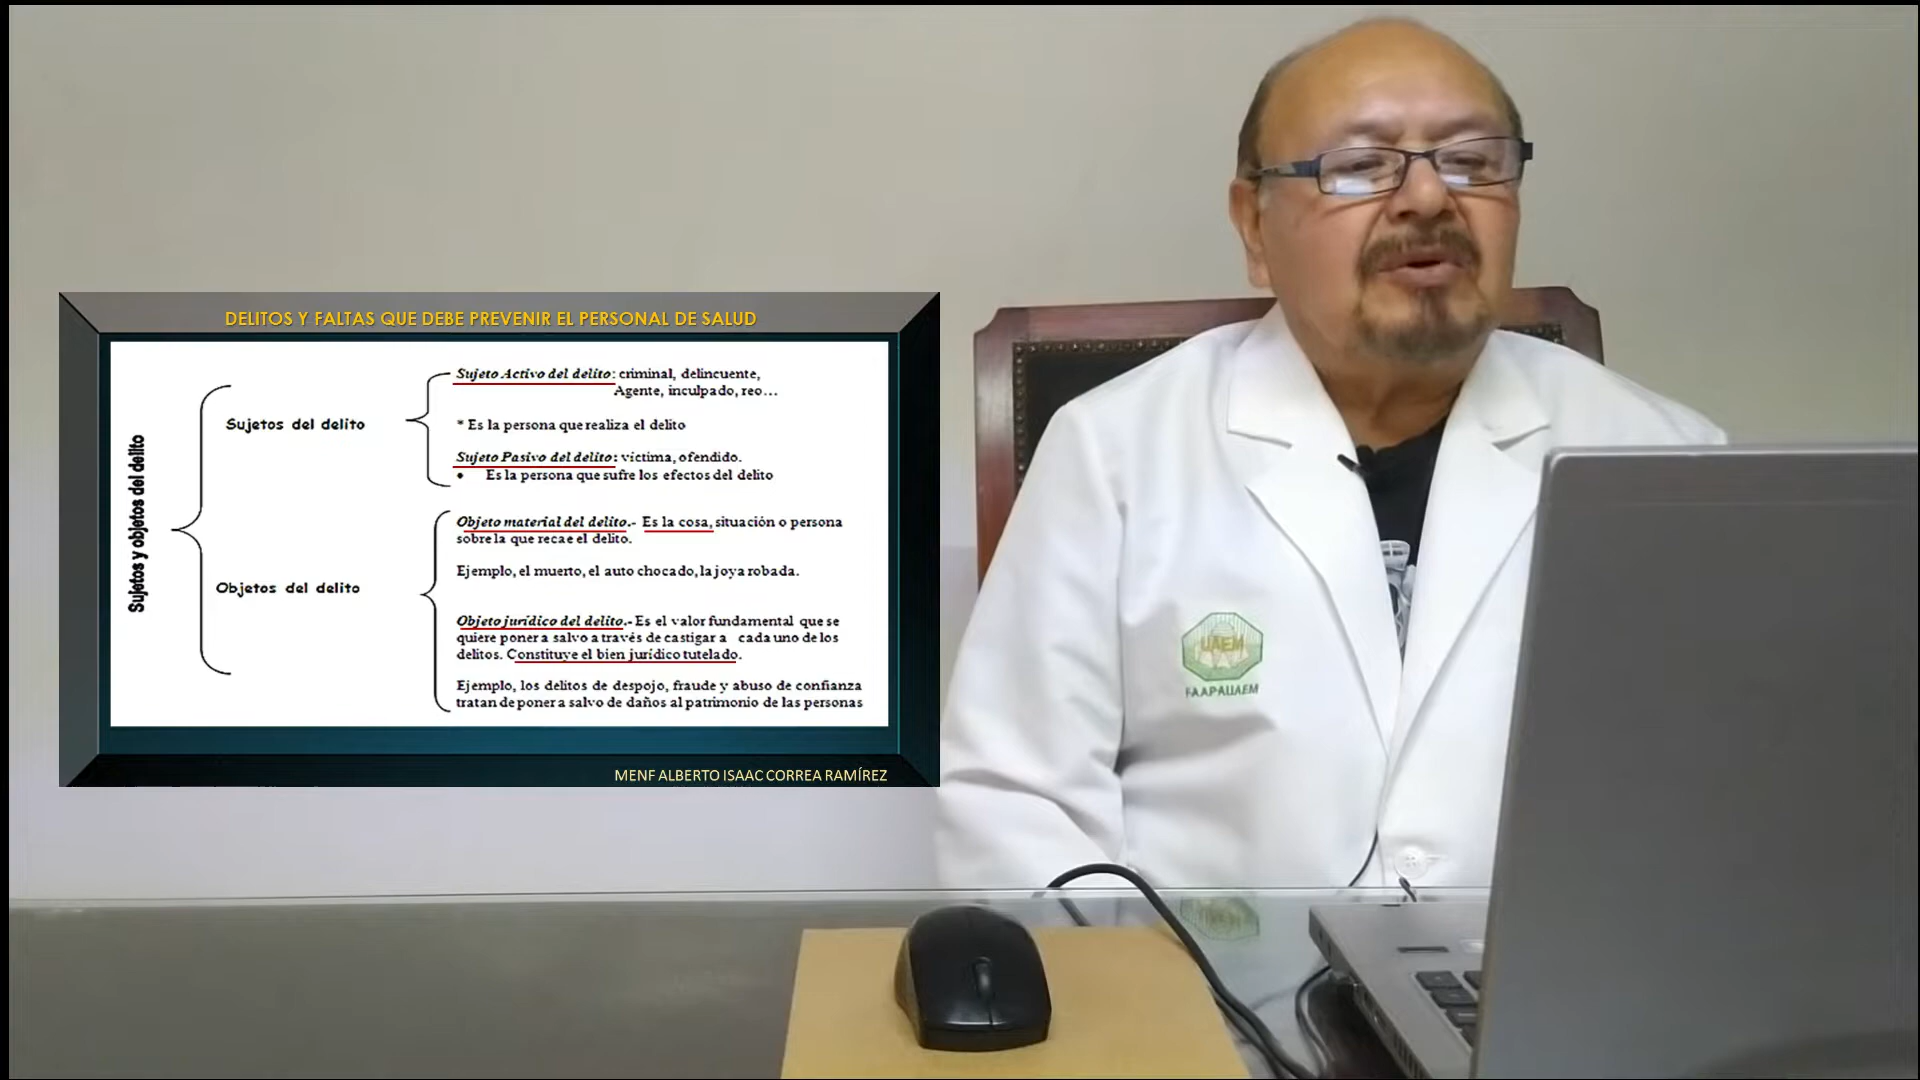 DELITOS Y FALTAS QUE DEBE PREVENIR EL PERSONAL DE SALUD
Sujetos y objetos del delito
Sujetos del delito
Sujeto Activo del delito: criminal, delincuente,
Agente, inculpado, reo...
* Es la persona que realiza el delito
Sujeto Pasivo del delito: victima, ofendido.
• Es la persona que sufre los efectos del delito
Objetos del delito
Objeto material del delito.- Es la cosa, situación o persona
sobre la que recae el delito.
Ejemplo, el muerto, el auto chocado, la joya robada.
Objeto jurídico del delito.- Es el valor fundamental que se
quiere poner a salvo a través de castigar a cada uno de los
delitos. Constituye el bien jurídico tutelado.
Ejemplo, los delitos de despojo, fraude y abuso de confianza
tratan de poner a salvo de daños al patrimonio de las personas
MENF ALBERTO ISAAC CORREA RAMÍREZ
UAEM
FAAPAUAEM